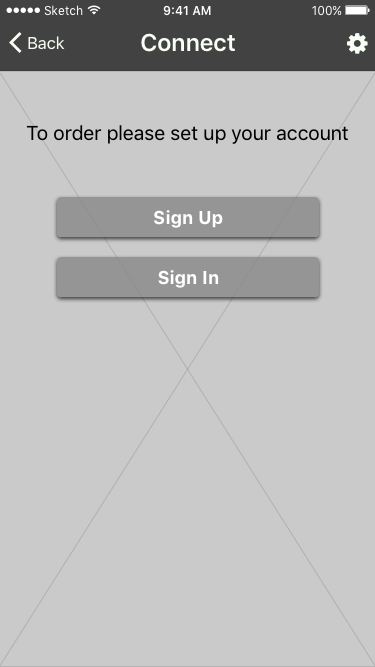 Sketch 9:41 AM 100%
Back Connect
To order please set up your account
Sign Up
Sign In